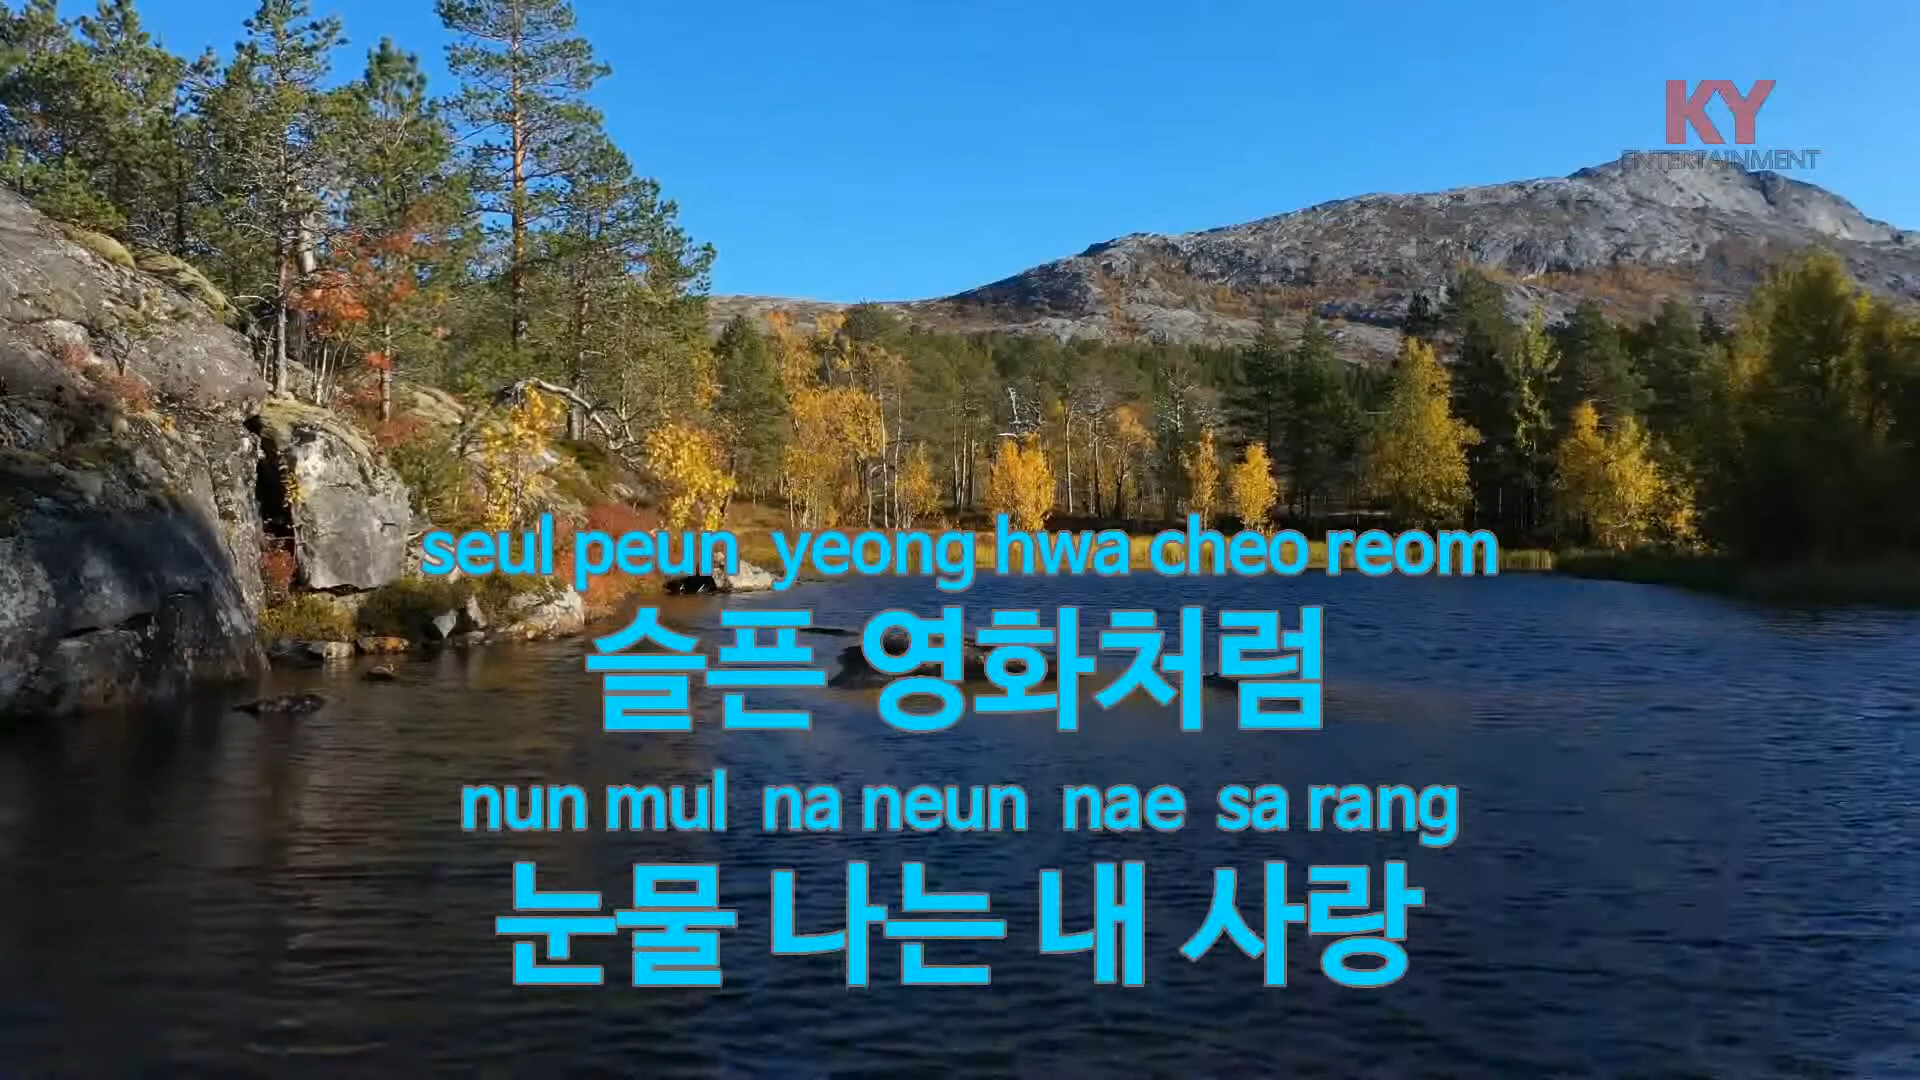 KY
ENTERTAINMENT
seul peun yeong hwa cheo reom
슬픈 영화처럼
nun mul na neun nae sa rang
눈물 나는 내 사랑